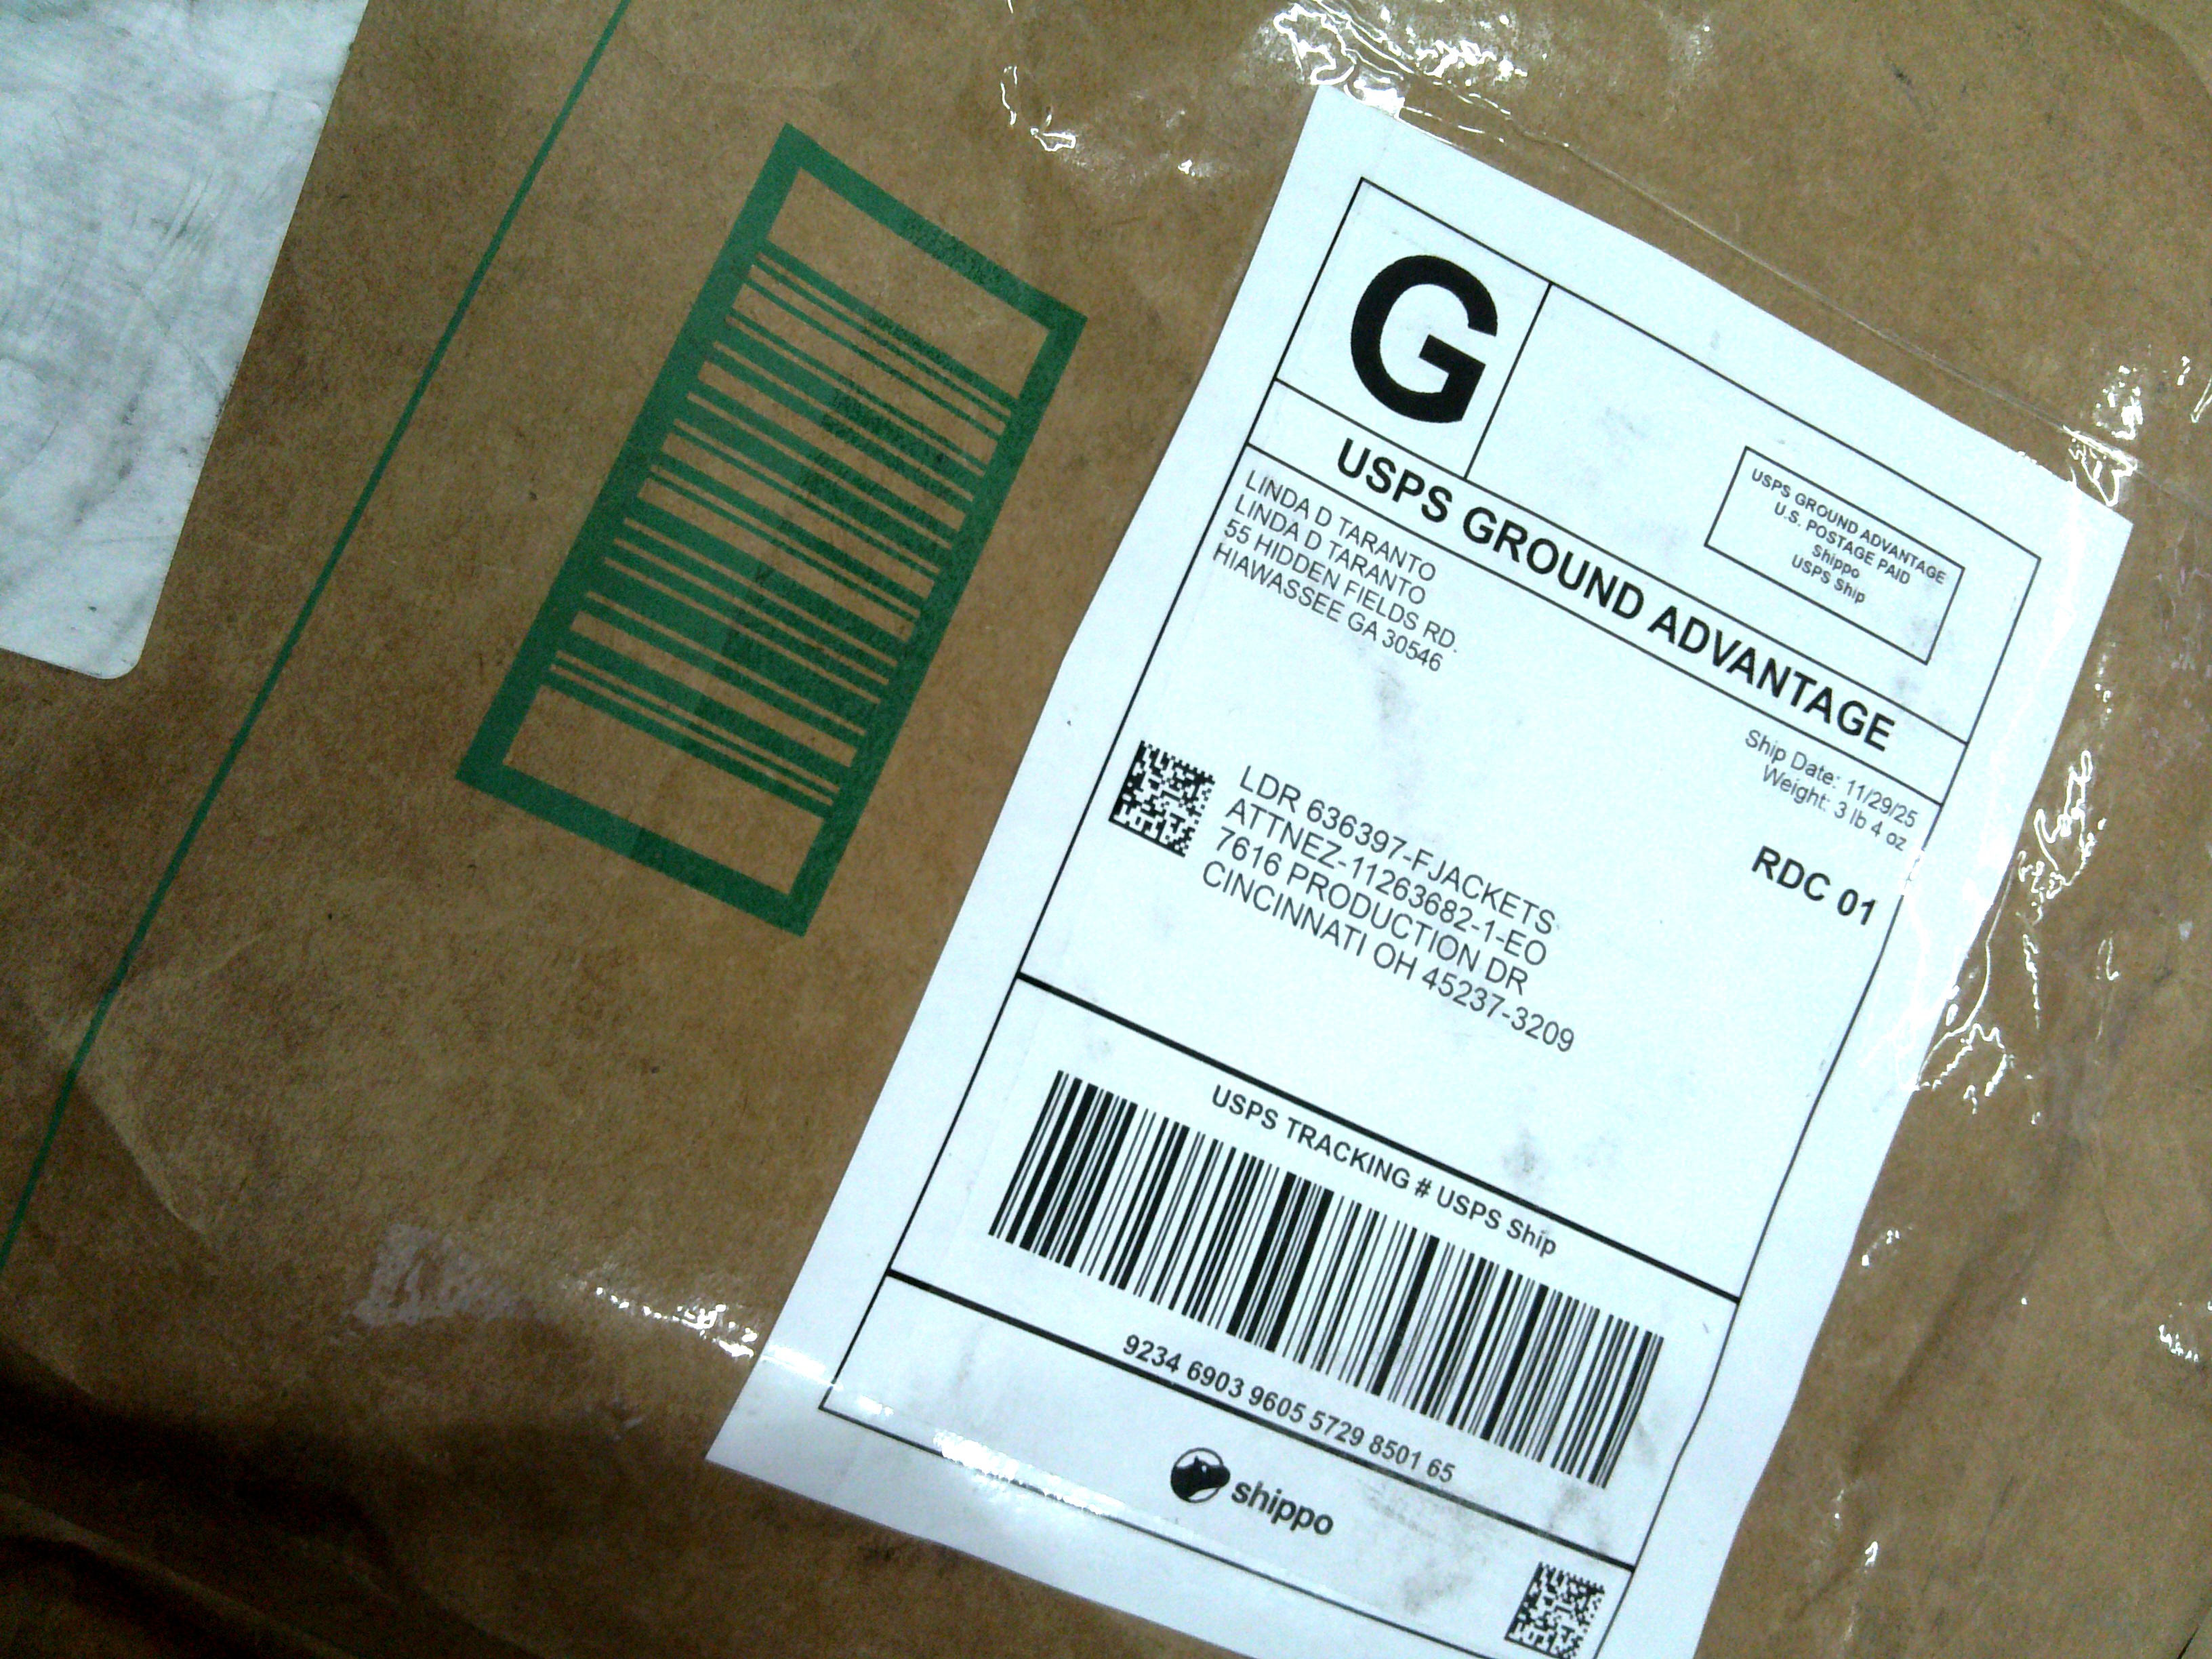 G
USPS GROUND ADVANTAGE
U.S. POSTAGE PAID
Shippo
USPS Ship
USPS GROUND ADVANTAGE
LINDA D TARANTO
LINDA D TARANTO
55 HIDDEN FIELDS RD.
HIAWASSEE GA 30546
Ship Date: 11/29/25
Weight: 3 lb 4 oz
RDC 01
LDR 636397-FJACKETS
ATTNEZ-11263682-1-EO
7616 PRODUCTION DR
CINCINNATI OH 45237-3209
USPS TRACKING # USPS Ship
9234 6903 9605 5729 8501 65
shippo